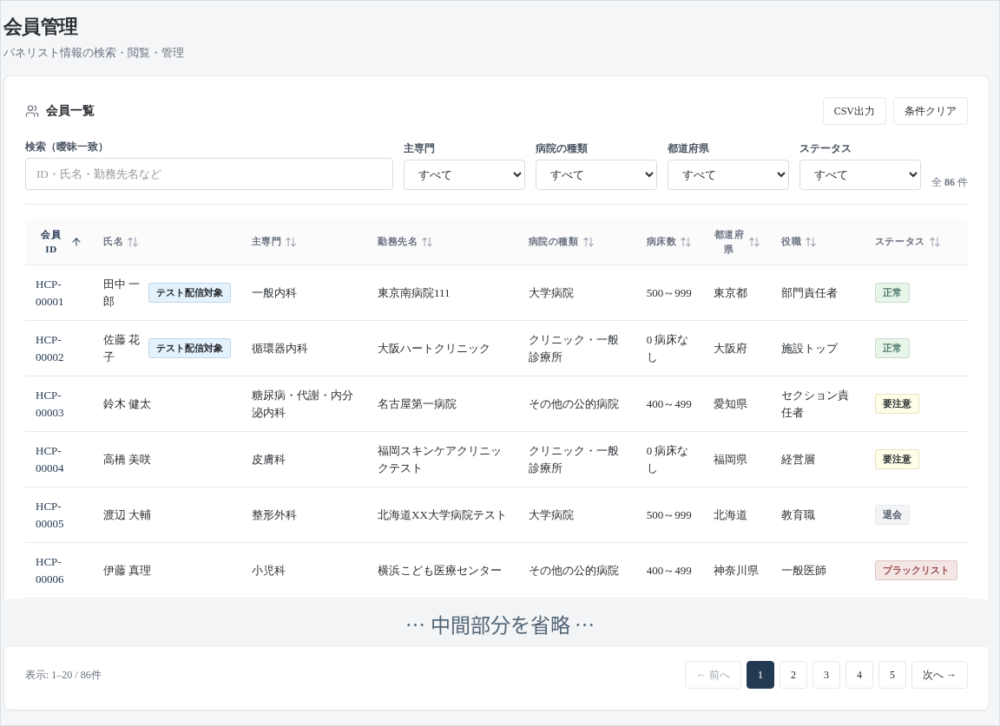 会員管理
パネリスト情報の検索・閲覧・管理
会員一覧
CSV出力
条件クリア
検索（曖昧一致）
主専門
病院の種類
都道府県
ステータス
ID・氏名・勤務先名など
すべて
すべて
すべて
すべて
全 86 件
会員
ID
氏名
主専門
勤務先名
病院の種類
病床数
都道府
県
役職
ステータス
HCP-
00001
田中 一
郎
テスト配信対象
一般内科
東京南病院111
大学病院
500～999
東京都
部門責任者
正常
HCP-
00002
佐藤 花
子
テスト配信対象
循環器内科
大阪ハートクリニック
クリニック・一般
診療所
0 病床な
し
大阪府
施設トップ
正常
HCP-
00003
鈴木 健太
糖尿病・代謝・内分
泌内科
名古屋第一病院
その他の公的病院
400～499
愛知県
セクション責
任者
要注意
HCP-
00004
高橋 美咲
皮膚科
福岡スキンケアクリニッ
クテスト
クリニック・一般
診療所
0 病床な
し
福岡県
経営層
要注意
HCP-
00005
渡辺 大輔
整形外科
北海道XX大学病院テスト
大学病院
500～999
北海道
教育職
退会
HCP-
00006
伊藤 真理
小児科
横浜こども医療センター
その他の公的病院
400～499
神奈川県
一般医師
ブラックリスト
… 中間部分を省略 …
表示: 1–20 / 86件
← 前へ
1
2
3
4
5
次へ →